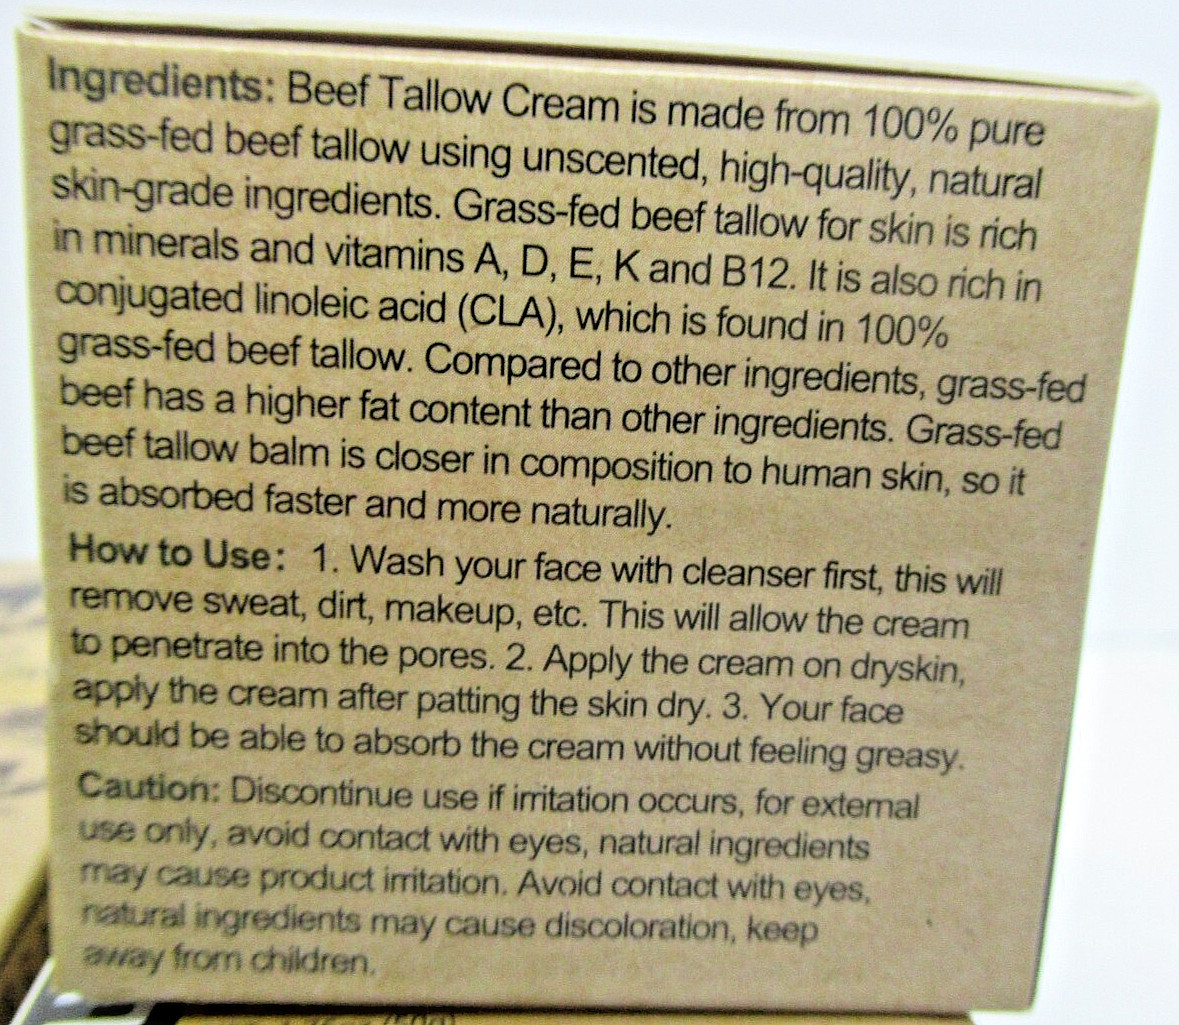 Ingredients: Beef Tallow Cream is made from 100% pure
grass-fed beef tallow using unscented, high-quality, natural
skin-grade ingredients. Grass-fed beef tallow for skin is rich
in minerals and vitamins A, D, E, K and B12. It is also rich in
conjugated linoleic acid (CLA), which is found in 100%
grass-fed beef tallow. Compared to other ingredients, grass-fed
beef has a higher fat content than other ingredients. Grass-fed
beef tallow balm is closer in composition to human skin, so it
is absorbed faster and more naturally.
How to Use: 1. Wash your face with cleanser first, this will
remove sweat, dirt, makeup, etc. This will allow the cream
to penetrate into the pores. 2. Apply the cream on dryskin,
apply the cream after patting the skin dry. 3. Your face
should be able to absorb the cream without feeling greasy.
Caution: Discontinue use if irritation occurs, for external
use only, avoid contact with eyes, natural ingredients
may cause product irritation. Avoid contact with eyes,
natural ingredients may cause discoloration, keep
away from children.